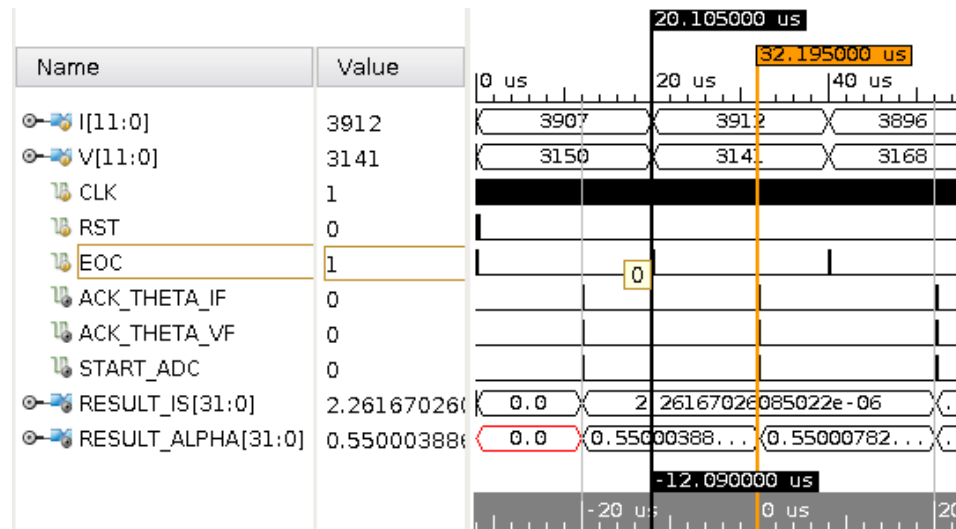 20.105000 us
32.195000 us
Name Value |0 us |20 us |40 us
I[11:0] 3912 3907 3912 3896
V[11:0] 3141 3150 3141 3168
CLK 1
RST 0
EOC 1 0
ACK_THETA_IF 0
ACK_THETA_VF 0
START_ADC 0
RESULT_IS[31:0] 2.26167026( 0.0 2.26167026085022e-06 .
RESULT_ALPHA[31:0] 0.55000388( 0.0 0.55000388... 0.55000782... .
-12.090000 us
|-20 us |0 us |20